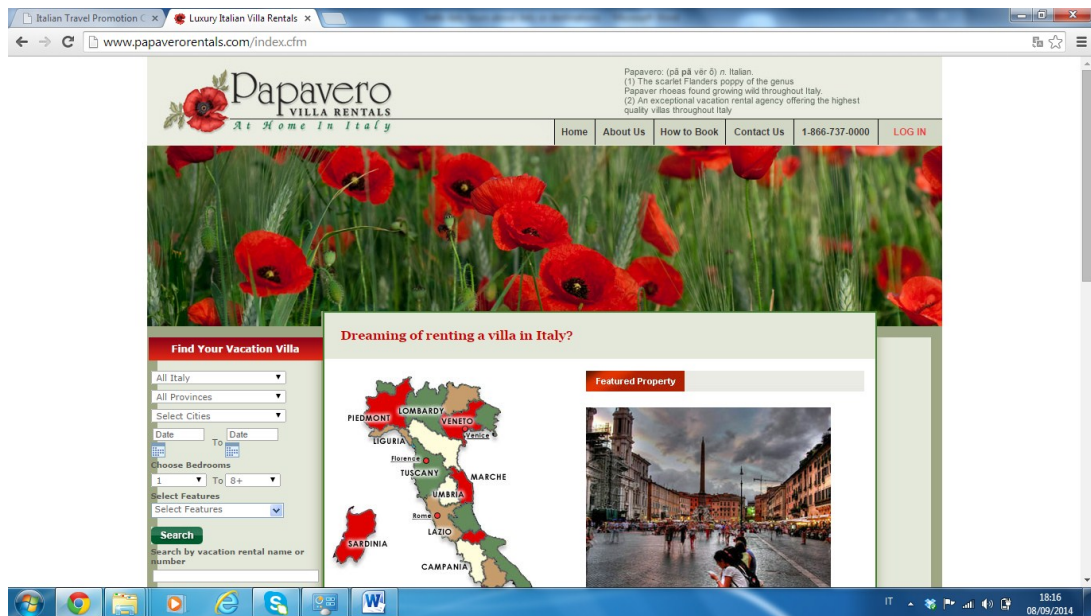 Italian Travel Promotion C
Luxury Italian Villa Rentals
www.papaverorentals.com/index.cfm
Papavero
VILLA RENTALS
At Home In Italy
Papavero: (pă pă vĕr ō) n. Italian.
(1) The scarlet Flanders poppy of the genus
Papaver rhoeas found growing wild throughout Italy.
(2) An exceptional vacation rental agency offering the highest
quality villas throughout Italy
Home About Us How to Book Contact Us 1-866-737-0000 LOG IN
Find Your Vacation Villa
All Italy
All Provinces
Select Cities
Date To Date
Choose Bedrooms
1 To 8+
Select Features
Select Features
Search
Search by vacation rental name or
number
Dreaming of renting a villa in Italy?
PIEDMONT
LOMBARDY
VENETO
Venice
LIGURIA
Florence
TUSCANY
MARCHE
UMBRIA
Rome
LAZIO
SARDINIA
CAMPANIA
Featured Property
IT
18:16
08/09/2014